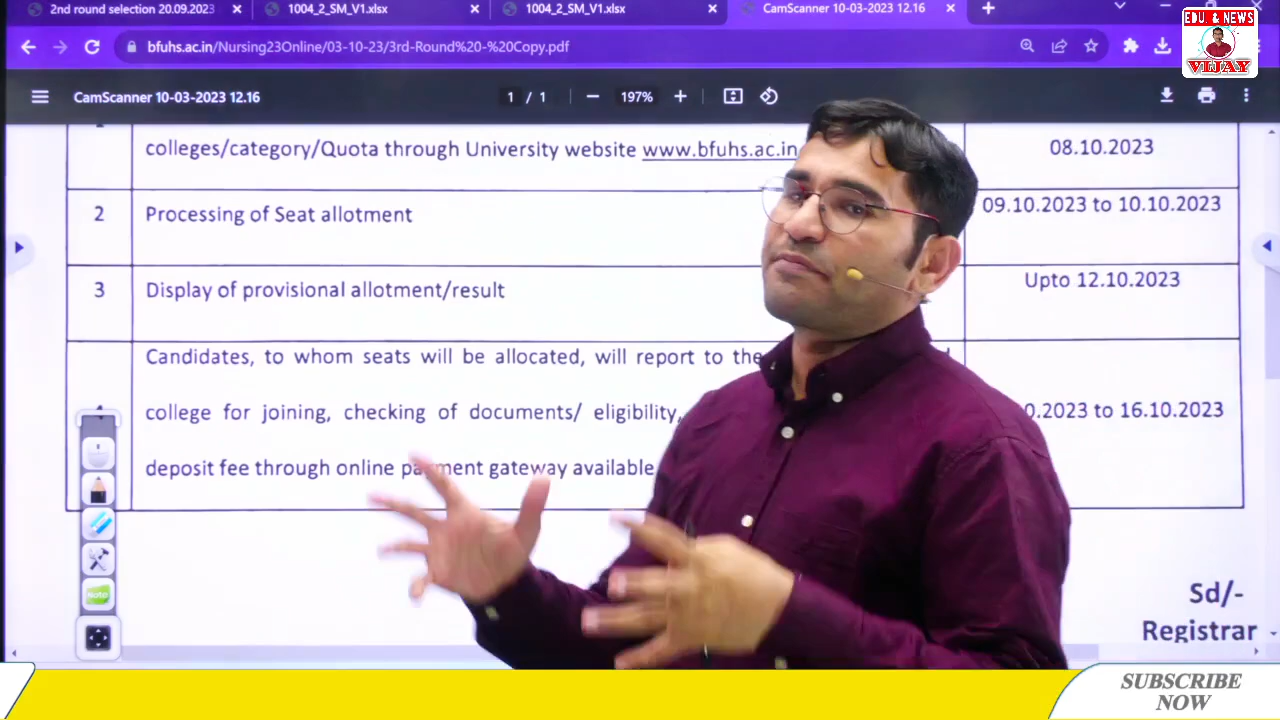 2nd round selection 20.09.2023
1004_2_SM_V1.xlsx
1004_2_SM_V1.xlsx
CamScanner 10-03-2023 12.16
EDU. & NEWS
VIJAY
bfuhs.ac.in/Nursing23Online/03-10-23/3rd-Round%20-%20Copy.pdf
CamScanner 10-03-2023 12.16
1 / 1
197%
colleges/category/Quota through University website www.bfuhs.ac.in
08.10.2023
2
Processing of Seat allotment
09.10.2023 to 10.10.2023
3
Display of provisional allotment/result
Upto 12.10.2023
Candidates, to whom seats will be allocated, will report to the
college for joining, checking of documents/ eligibility,
0.2023 to 16.10.2023
deposit fee through online payment gateway available
Note
Sd/-
Registrar
SUBSCRIBE
NOW